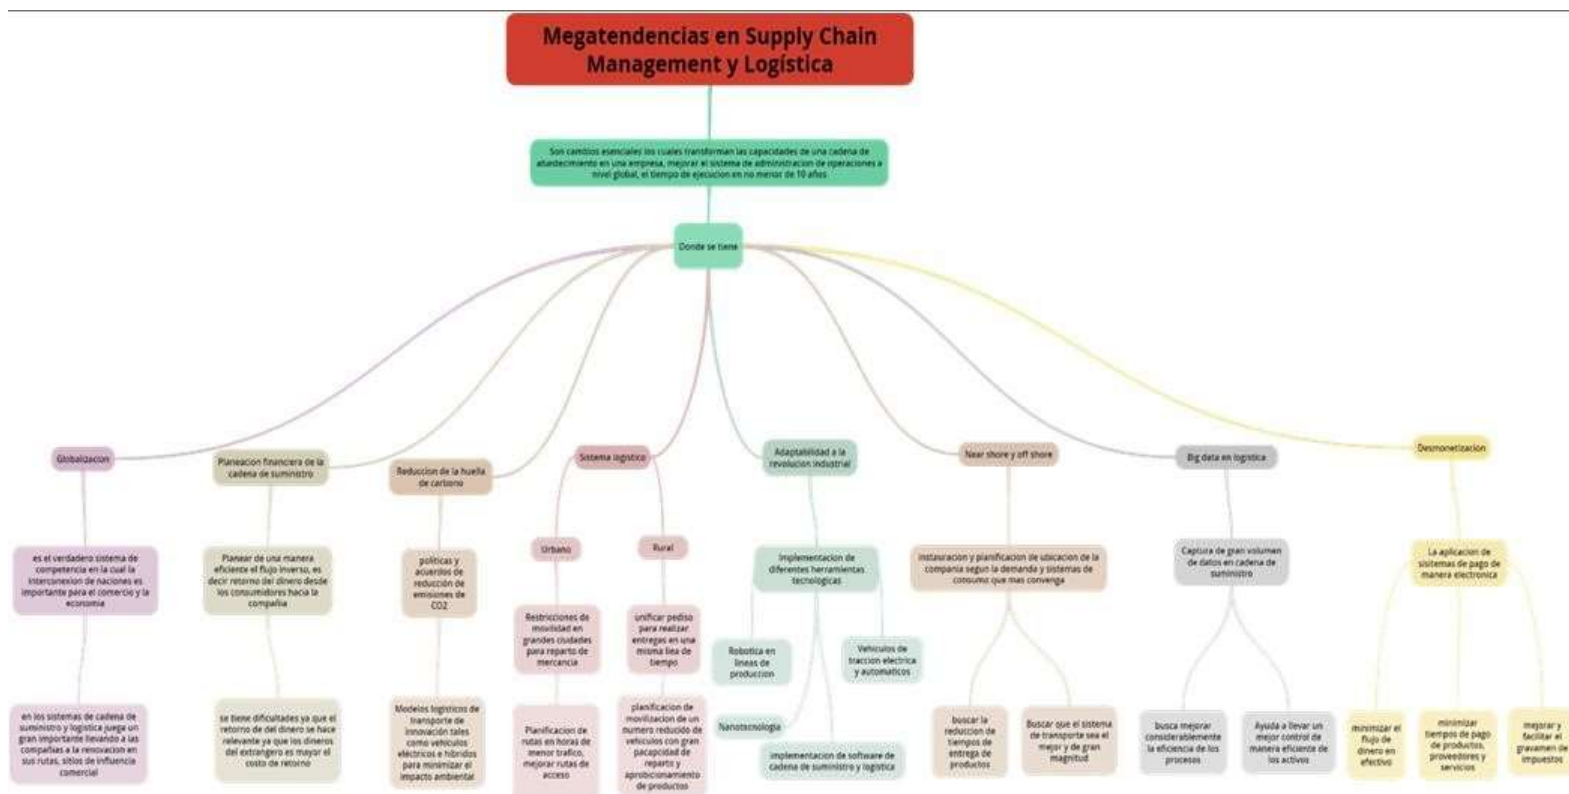 Megatendencias en Supply Chain
Management y Logística
Son cambios esenciales los cuales transforman las capacidades de una cadena de
abastecimiento en una empresa, mejorar el sistema de administracion de operaciones a
nivel global, el tiempo de ejecucion en no menor de 10 años
Donde se tiene
Globalizacion
es el verdadero sistema de
competencia en la cual la
interconexion de naciones es
importante para el comercio y la
economia
en los sistemas de cadena de
suministro y logistica juega un
gran importante llevando a las
compañias a la renovacion en
sus rutas, sitios de influencia
comercial
Planeacion financiera de la
cadena de suministro
Planear de una manera
eficiente el flujo inverso, es
decir retorno del dinero desde
los consumidores hacia la
compañia
se tiene dificultades ya que el
retorno de del dinero se hace
relevante ya que los dineros
del extrangero es mayor el
costo de retorno
Reduccion de la huella
de carbono
politicas y
acuerdos de
reducción de
emisiones de
CO2
Modelos logisticos de
transporte de
innovación tales
como vehiculos
eléctricos e hibridos
para minimizar el
impacto ambiental
Sistema logistico
Urbano
Restricciones de
movilidad en
grandes ciudades
para reparto de
mercancia
Planificacion de
rutas en horas de
menor trafico,
mejorar rutas de
acceso
Rural
unificar pediso
para realizar
entregas en una
misma liea de
tiempo
planificacion de
movilizacion de un
numero reducido de
vehiculos con gran
pacapcidad de
reparto y
aprobicionamiento
de productos
Adaptabilidad a la
revolucion industrial
Implementacion de
diferentes herramientas
tecnologicas
Robotica en
lineas de
produccion
Nanotecnologia
implementacion de software de
cadena de suministro y logistica
Vehiculos de
traccion electrica
y automaticos
Near shore y off shore
instauracion y planificacion de ubicacion de la
compania segun la demanda y sistemas de
consumo que mas convenga
buscar la
reduccion de
tiempos de
entrega de
productos
Buscar que el sistema
de transporte sea el
mejor y de gran
magnitud
Big data en logistica
Captura de gran volumen
de datos en cadena de
suministro
busca mejorar
considerablemente
la eficiencia de los
procesos
Ayuda a llevar un
mejor control de
manera eficiente de
los activos
Desmonetización
La aplicacion de
sisitemas de pago de
manera electronica
minimizar el
flujo de
dinero en
efectivo
minimizar
tiempos de pago
de productos,
proveedores y
servicios
mejorar y
facilitar el
gravamen de
impuestos